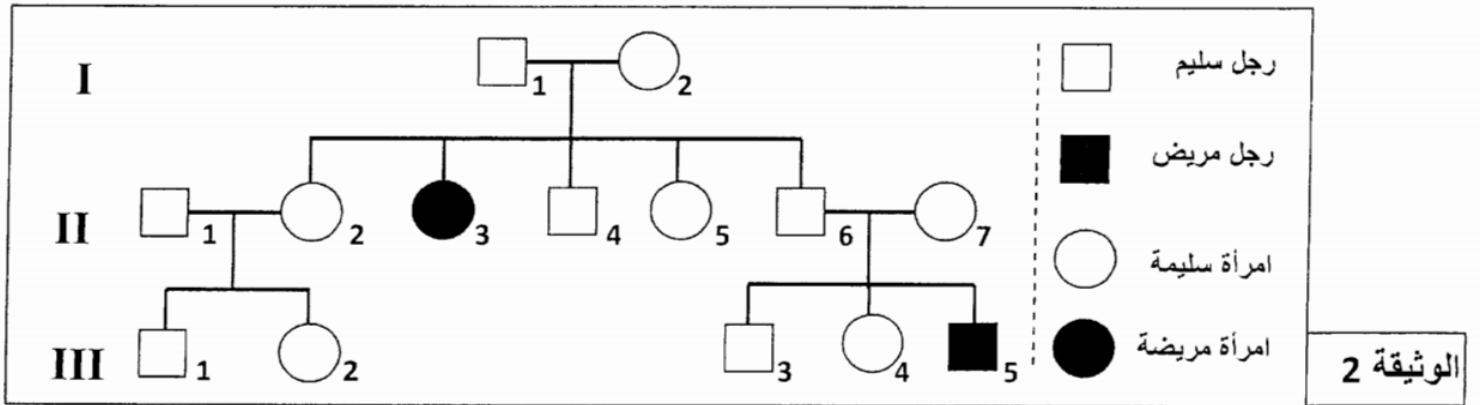 I
1 2
رجل سليم
رجل مريض
II
1 2 3 4 5 6 7
امرأة سليمة
امرأة مريضة
III
1 2 3 4 5
الوثيقة 2